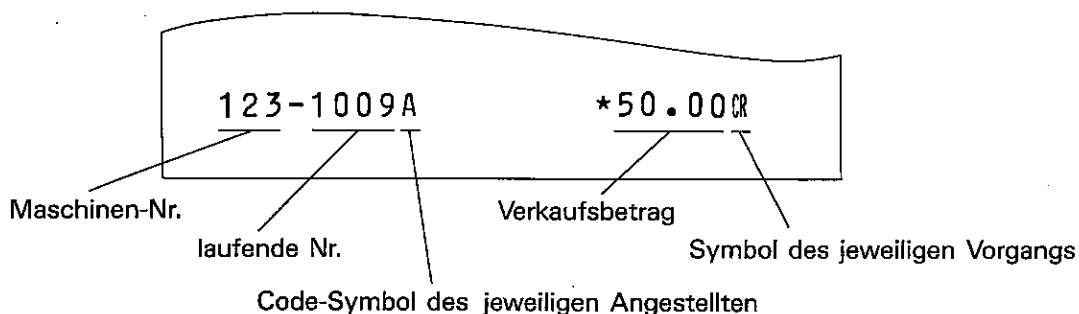 123-1009A *50.00CR
Maschinen-Nr. Verkaufsbetrag
laufende Nr. Symbol des jeweiligen Vorgangs
Code-Symbol des jeweiligen Angestellten